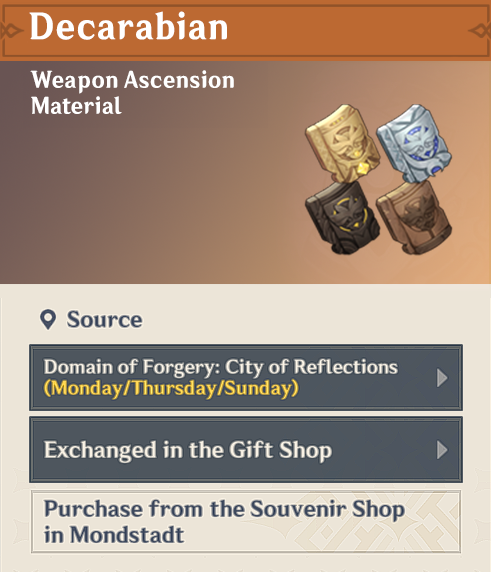 Decarabian
Weapon Ascension
Material
Source
Domain of Forgery: City of Reflections
(Monday/Thursday/Sunday)
Exchanged in the Gift Shop
Purchase from the Souvenir Shop
in Mondstadt